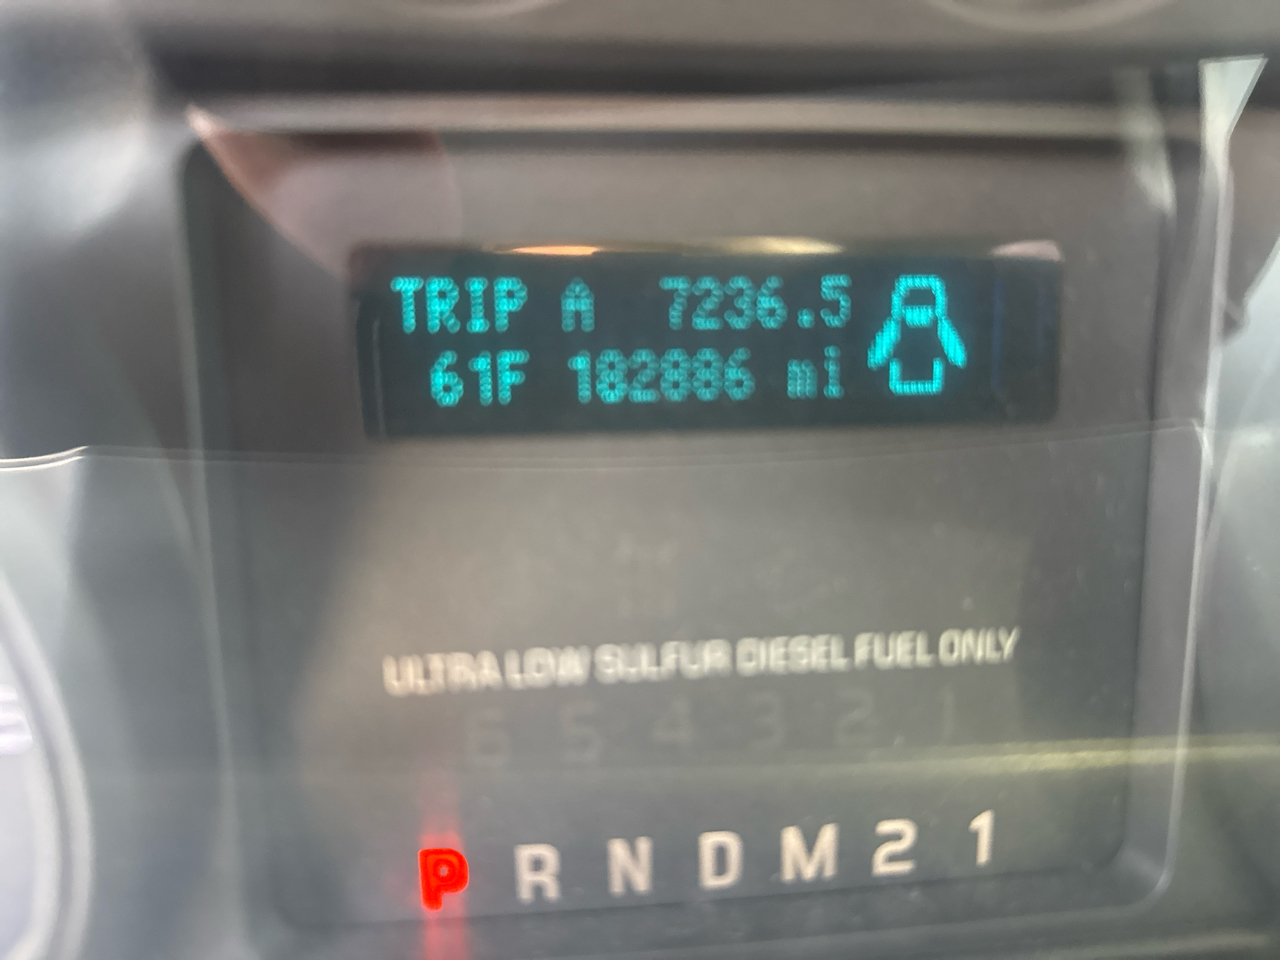 TRIP A 7236.5
61F 182886 mi
ULTRA LOW SULFUR DIESEL FUEL ONLY
6 5 4 3 2 1
P R N D M 2 1